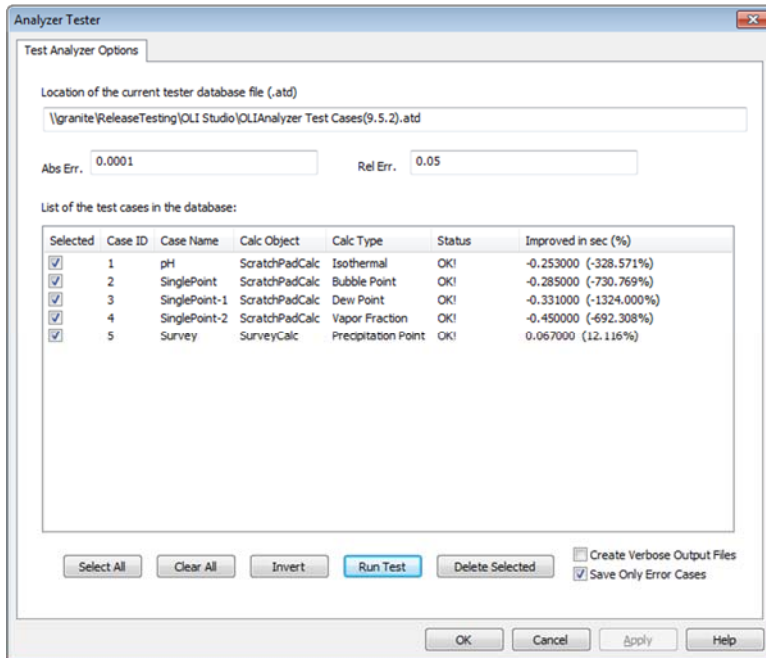 Analyzer Tester
Test Analyzer Options
Location of the current tester database file (.atd)
\\granite\ReleaseTesting\OLI Studio\OLIAnalyzer Test Cases(9.5.2).atd
Abs Err. 0.0001 Rel Err. 0.05
List of the test cases in the database:
Selected Case ID Case Name Calc Object Calc Type Status Improved in sec (%)
1 pH ScratchPadCalc Isothermal OK! -0.253000 (-328.571%)
2 SinglePoint ScratchPadCalc Bubble Point OK! -0.285000 (-730.769%)
3 SinglePoint-1 ScratchPadCalc Dew Point OK! -0.331000 (-1324.000%)
4 SinglePoint-2 ScratchPadCalc Vapor Fraction OK! -0.450000 (-692.308%)
5 Survey SurveyCalc Precipitation Point OK! 0.067000 (12.116%)
Select All Clear All Invert Run Test Delete Selected
Create Verbose Output Files
Save Only Error Cases
OK Cancel Apply Help